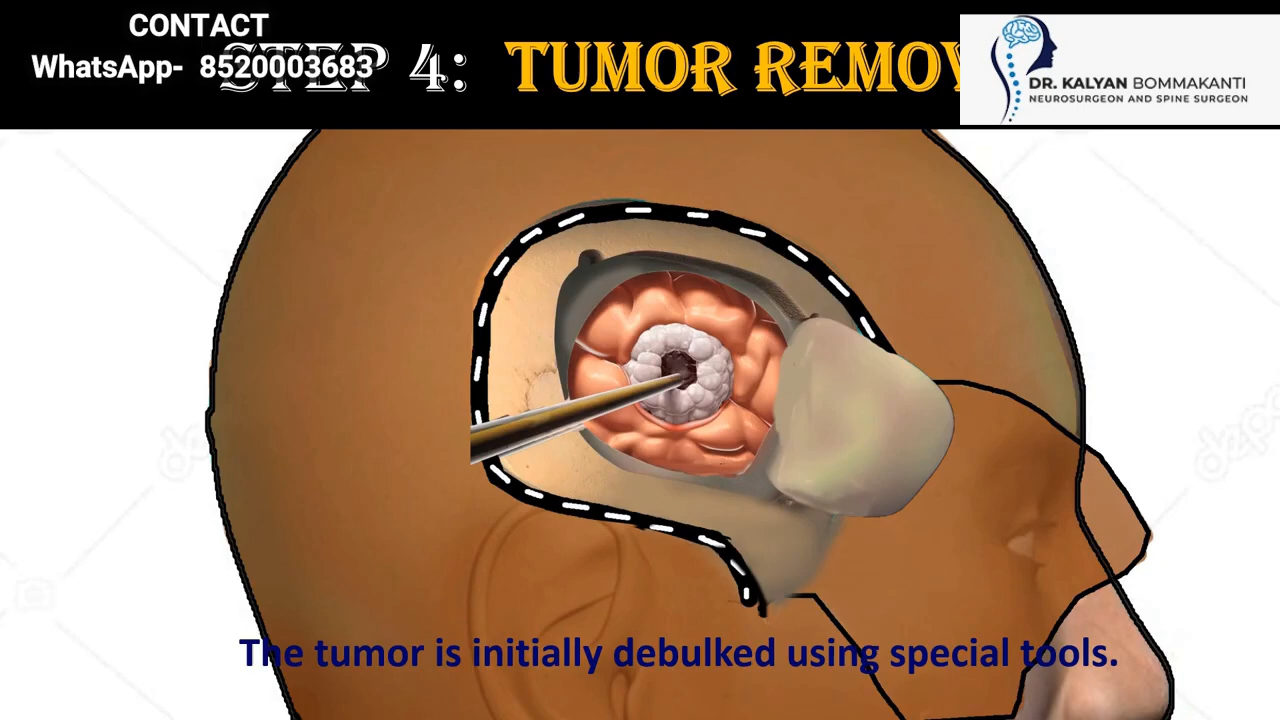 CONTACT
WhatsApp- 8520003683
STEP 4: TUMOR REMOV
DR. KALYAN BOMMAKANTI
NEUROSURGEON AND SPINE SURGEON
The tumor is initially debulked using special tools.